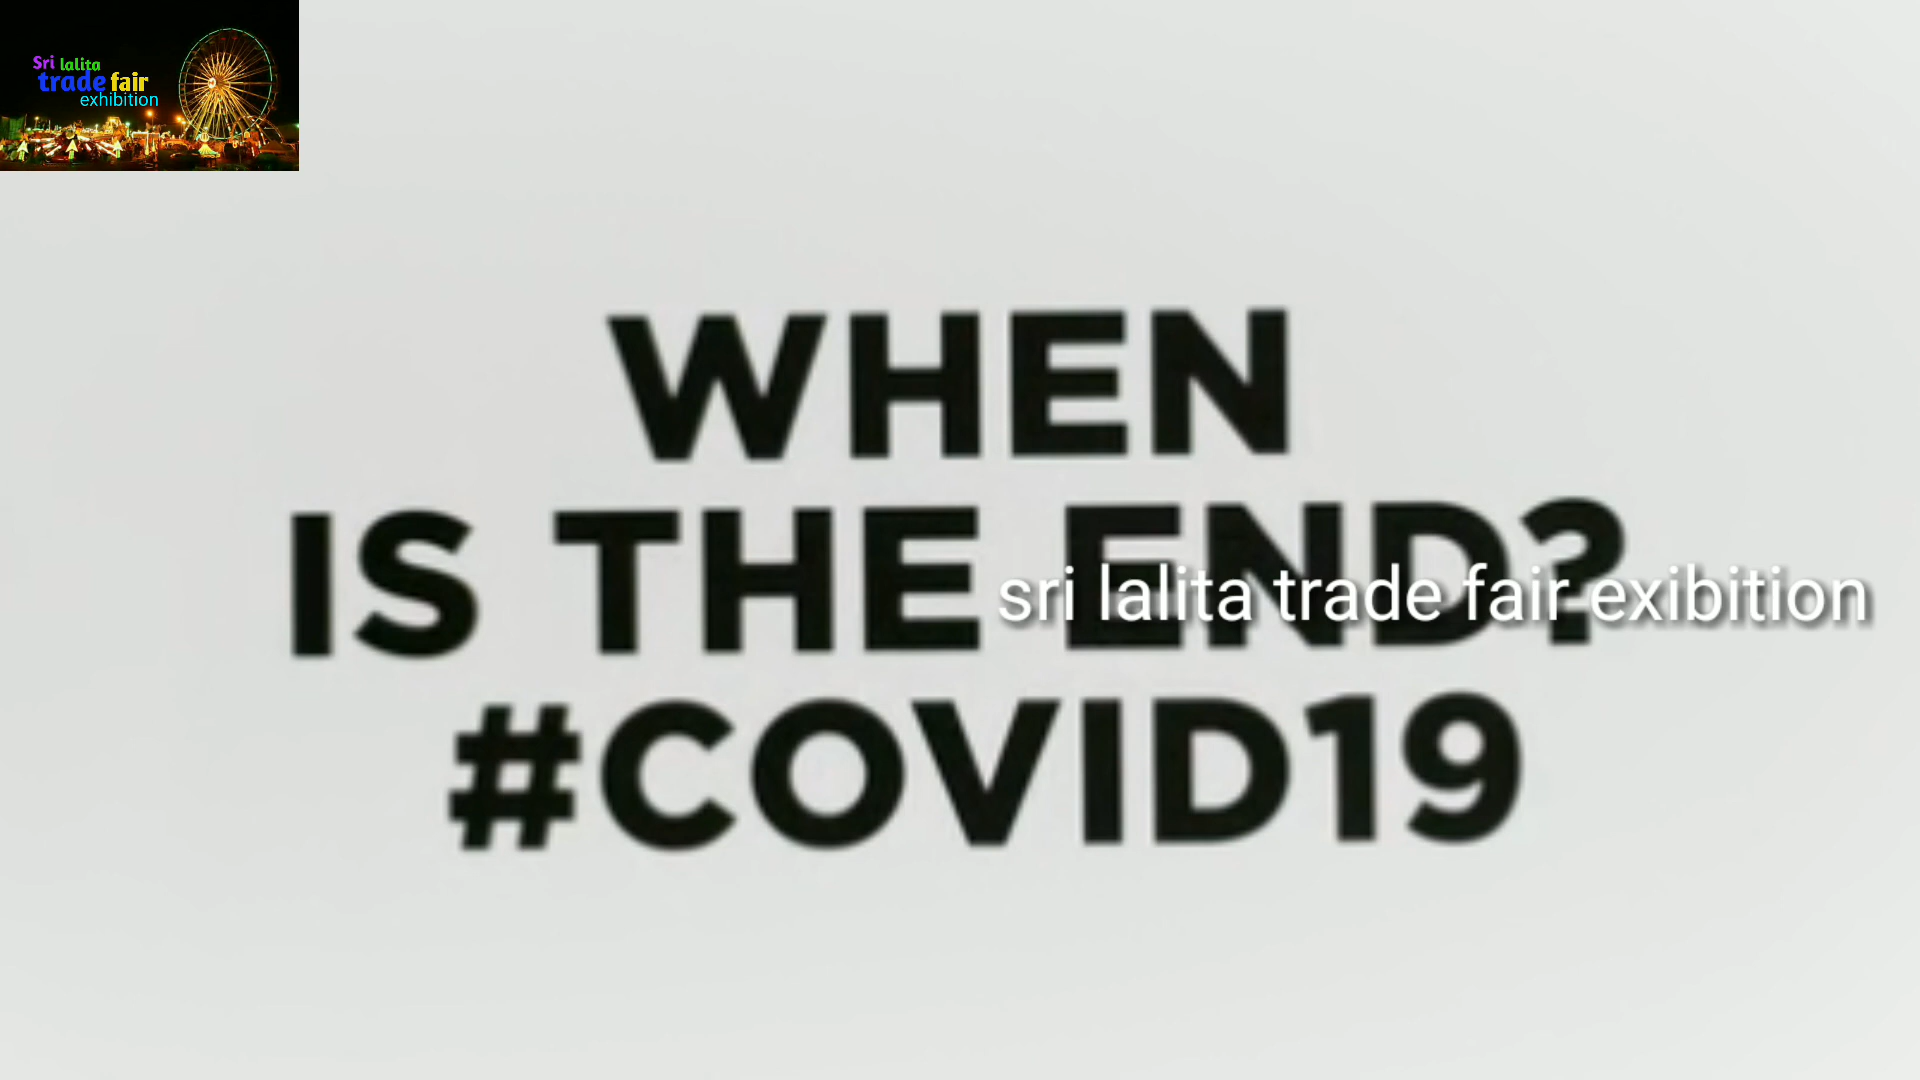 Sri lalita
trade fair
exhibition
WHEN
IS THE END?
sri lalita trade fair exibition
#COVID19